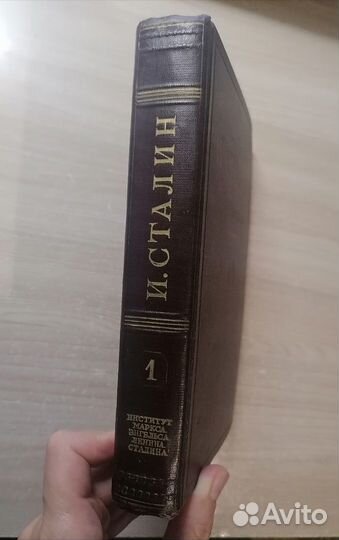 И. СТАЛИН
1
ИНСТИТУТ
МАРКСА,
ЭНГЕЛЬСА,
ЛЕНИНА,
СТАЛИНА.
Avito